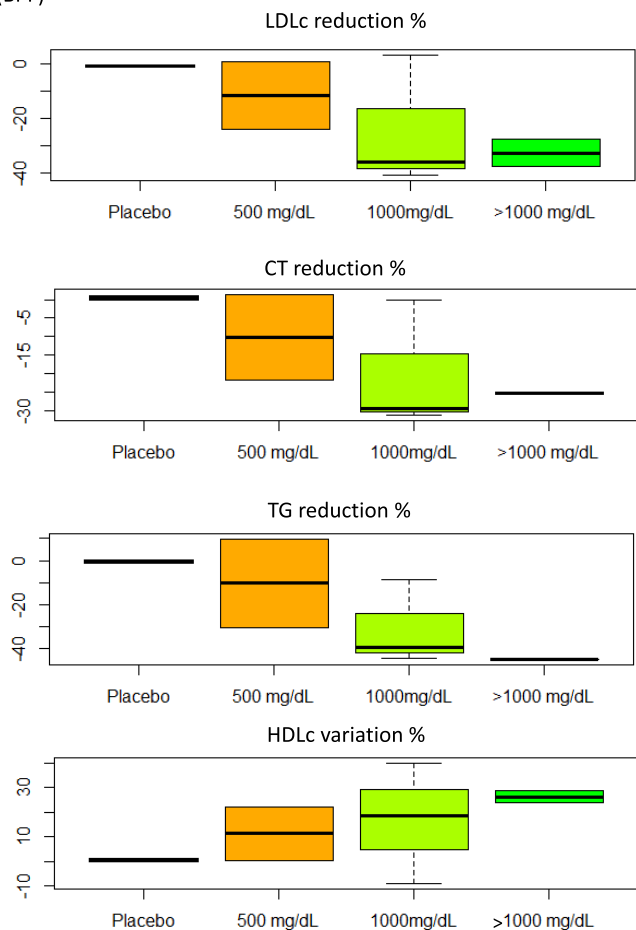 LDLc reduction %
0
-20
-40
Placebo 500 mg/dL 1000mg/dL >1000 mg/dL
CT reduction %
-5
-15
-30
Placebo 500 mg/dL 1000mg/dL >1000 mg/dL
TG reduction %
0
-20
-40
Placebo 500 mg/dL 1000mg/dL >1000 mg/dL
HDLc variation %
30
10
-10
Placebo 500 mg/dL 1000mg/dL >1000 mg/dL